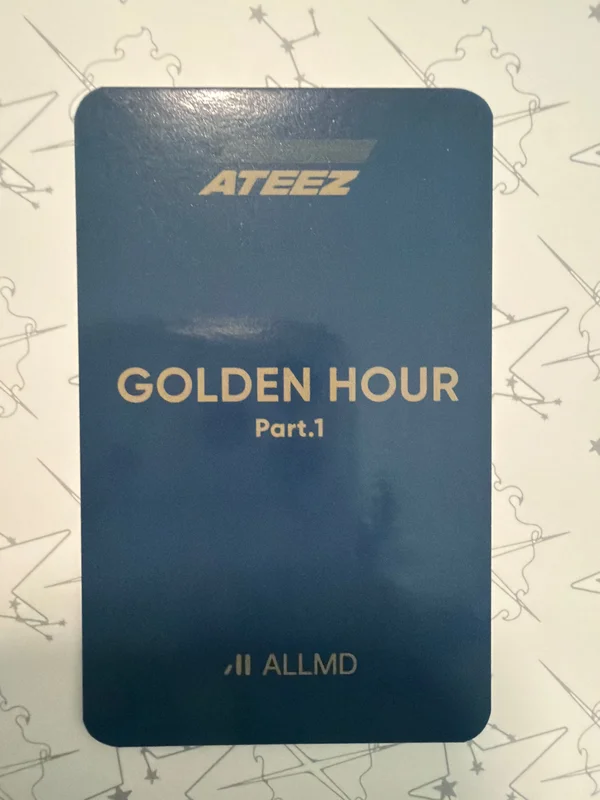 ATEEZ
GOLDEN HOUR
Part.1
ALLMD